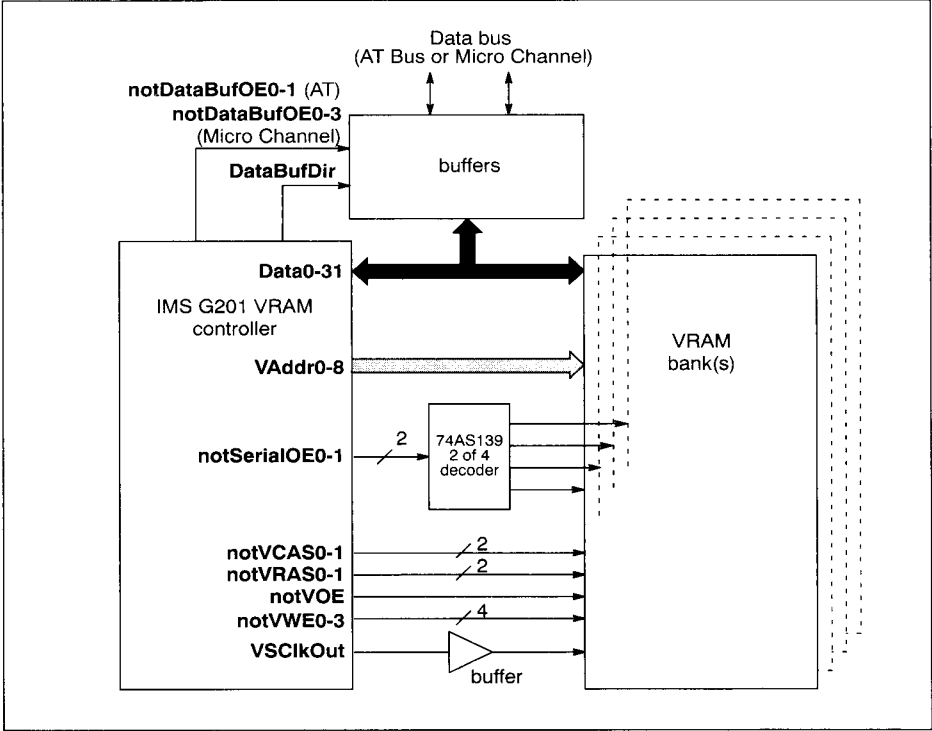 Data bus
(AT Bus or Micro Channel)
notDataBufOE0-1 (AT)
notDataBufOE0-3
(Micro Channel)
DataBufDir
buffers
Data0-31
IMS G201 VRAM
controller
VRAM
bank(s)
VAddr0-8
notSerialOE0-1
2
74AS139
2 of 4
decoder
notVCAS0-1
2
notVRAS0-1
2
notVOE
notVWE0-3
4
VSClkOut
buffer